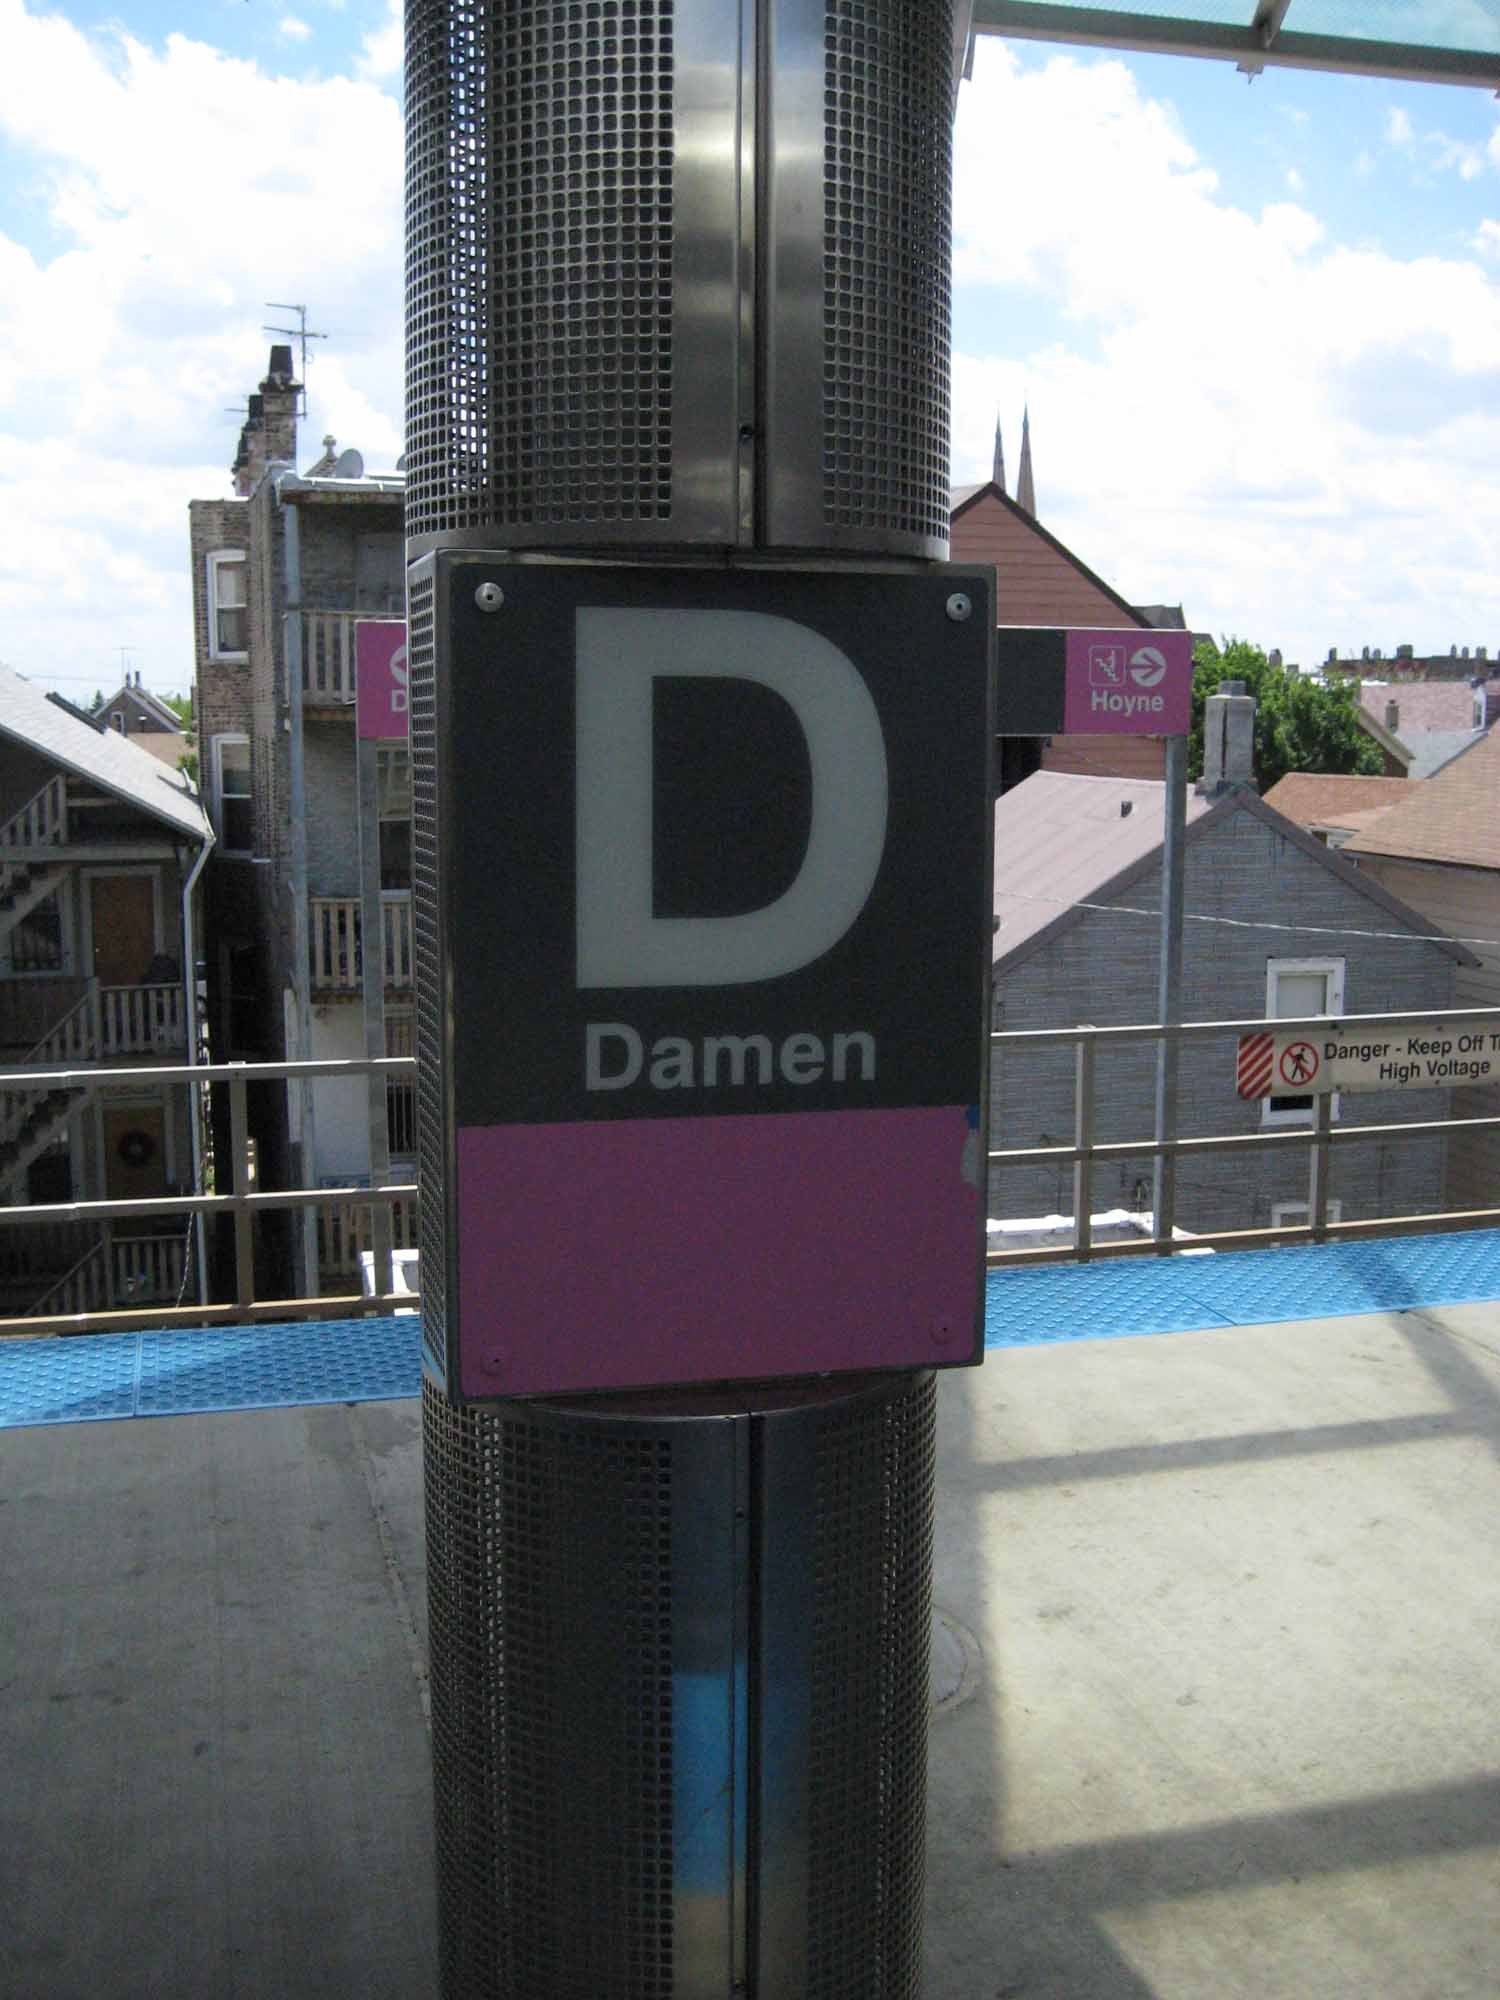 D
Damen
Hoyne
Danger - Keep Off
High Voltage